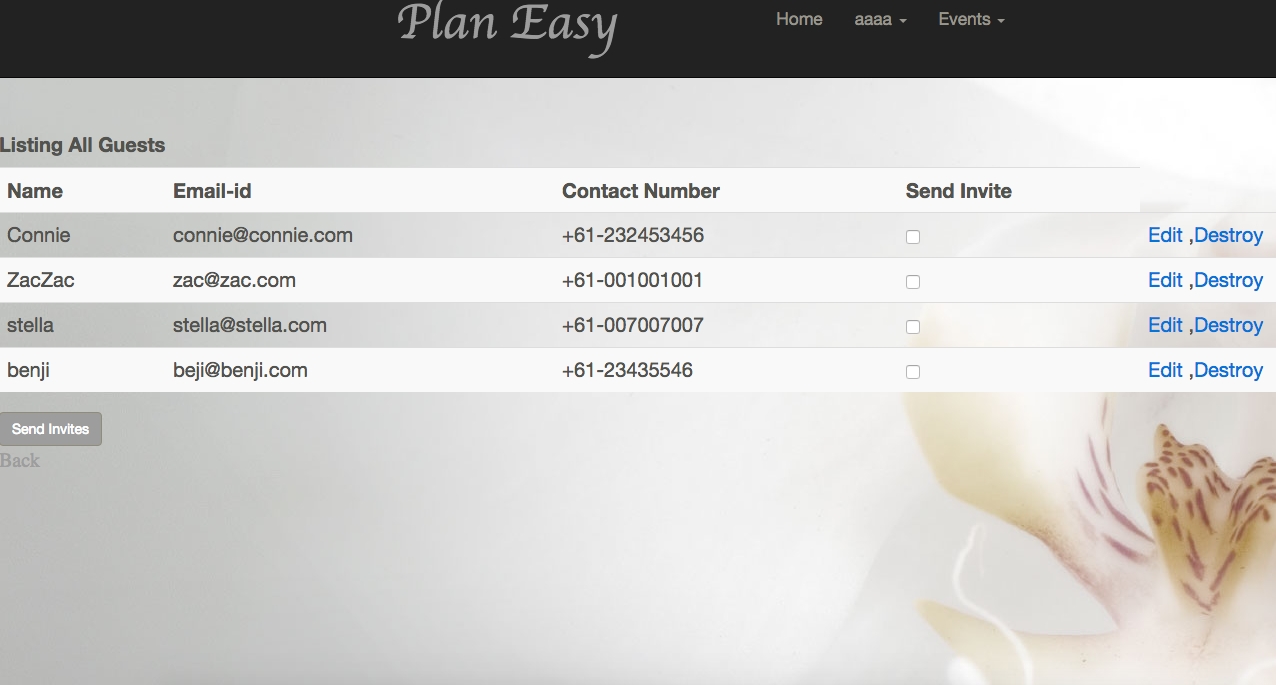 Plan Easy Home aaaa Events
Listing All Guests
Name Email-id Contact Number Send Invite
Connie connie@connie.com +61-232453456 Edit ,Destroy
ZacZac zac@zac.com +61-001001001 Edit ,Destroy
stella stella@stella.com +61-007007007 Edit ,Destroy
benji beji@benji.com +61-23435546 Edit ,Destroy
Send Invites
Back